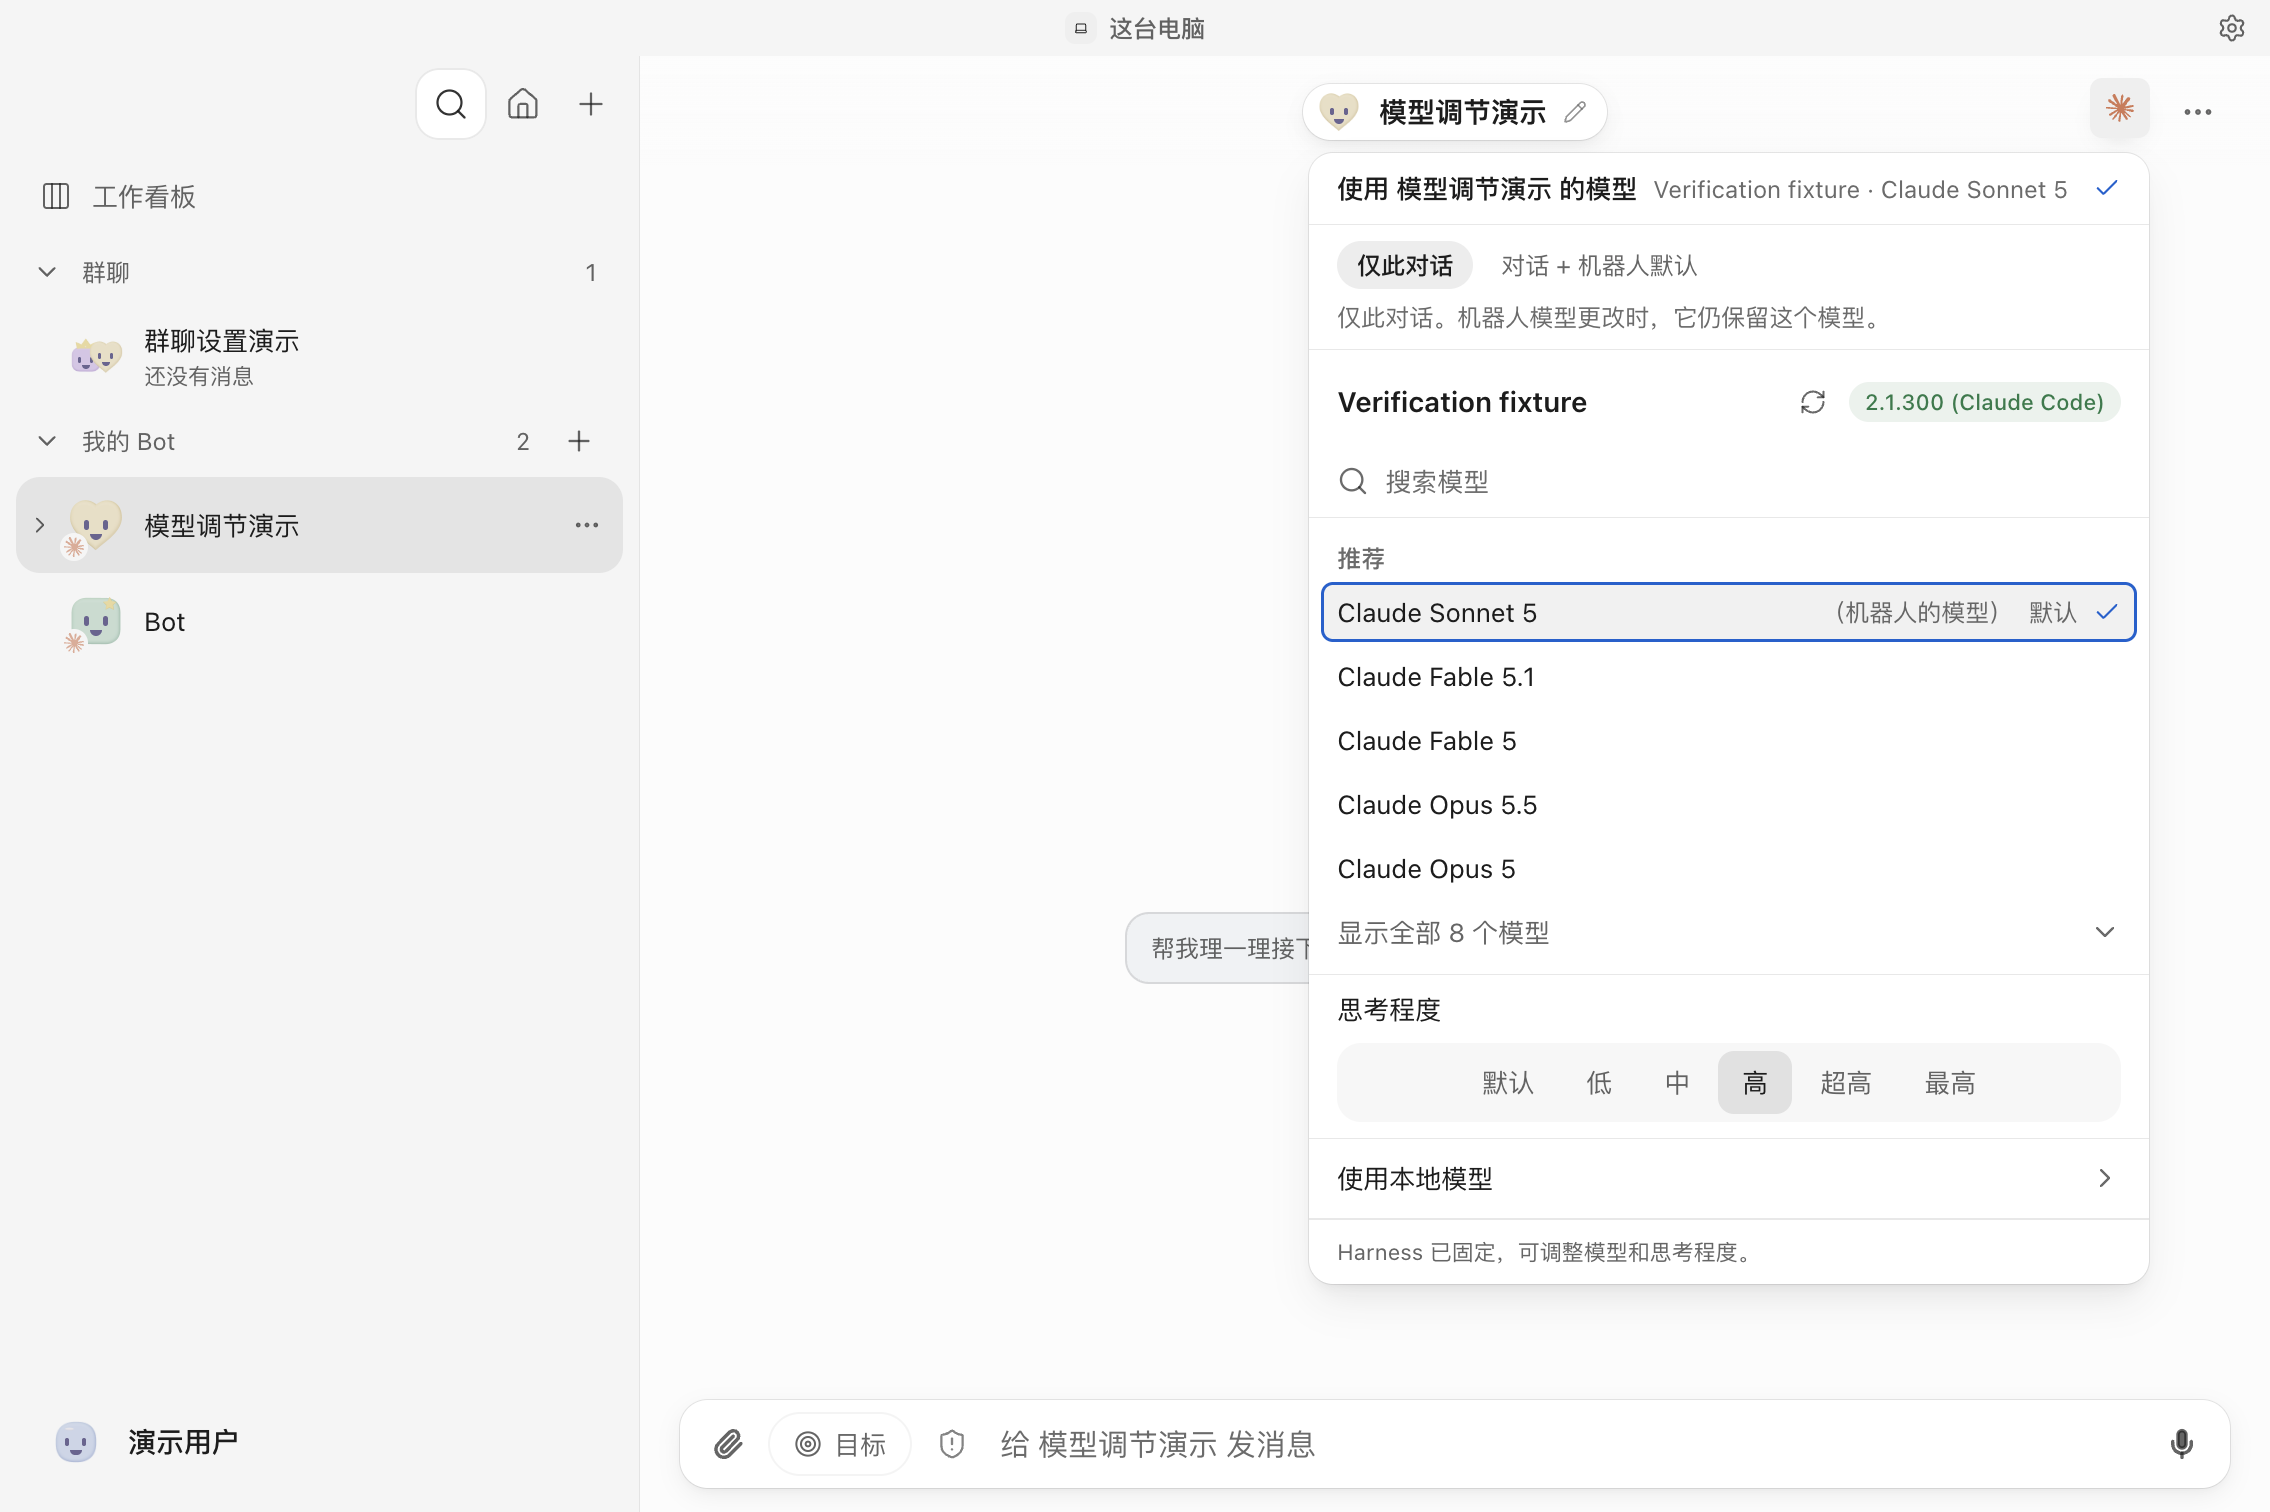 这台电脑
工作看板
群聊 1
群聊设置演示
还没有消息
我的 Bot 2
模型调节演示
Bot
演示用户
模型调节演示
使用 模型调节演示 的模型 Verification fixture · Claude Sonnet 5
仅此对话 对话 + 机器人默认
仅此对话。机器人模型更改时，它仍保留这个模型。
Verification fixture 2.1.300 (Claude Code)
搜索模型
推荐
Claude Sonnet 5 （机器人的模型） 默认
Claude Fable 5.1
Claude Fable 5
Claude Opus 5.5
Claude Opus 5
显示全部 8 个模型
帮我理一理接下
思考程度
默认 低 中 高 超高 最高
使用本地模型
Harness 已固定，可调整模型和思考程度。
目标 给 模型调节演示 发消息